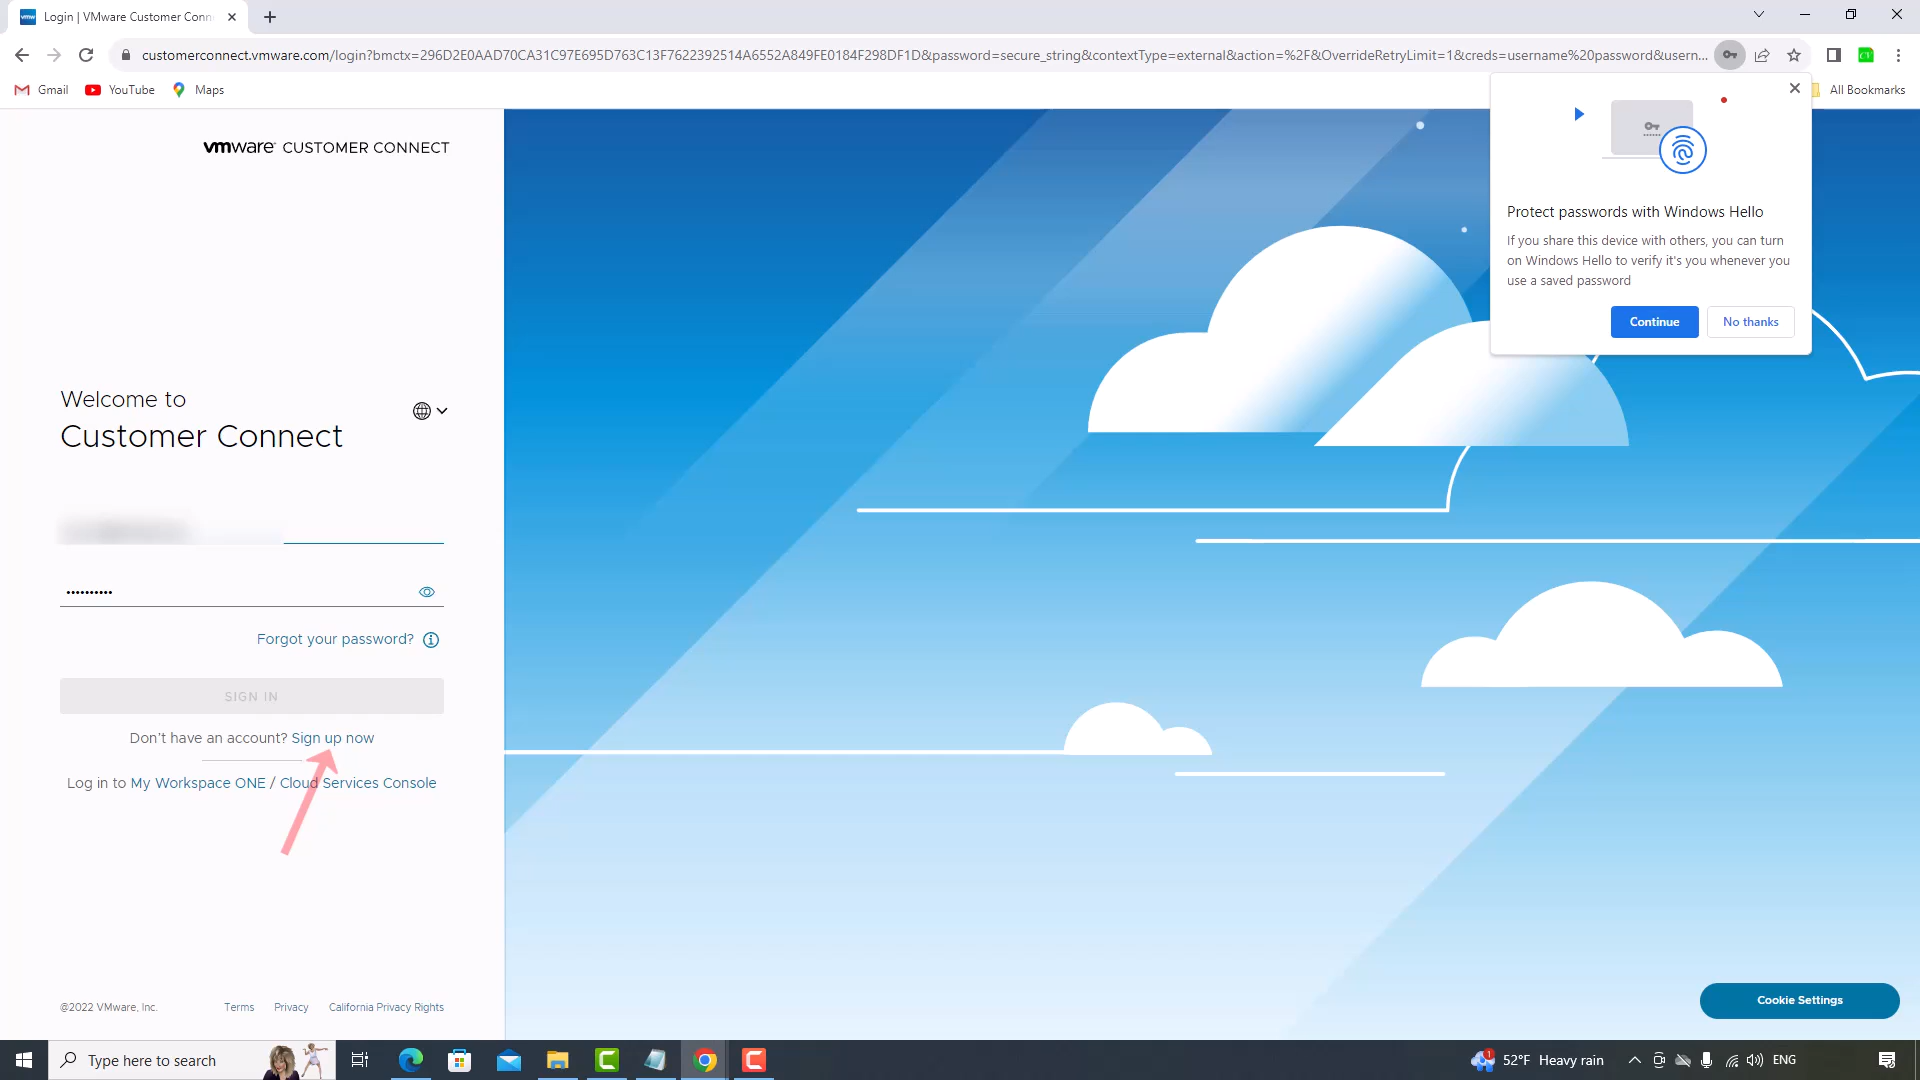 vmw Login | VMware Customer Conn
customerconnect.vmware.com/login?bmctx=296D2E0AAD70CA31C97E695D763C13F7622392514A6552A849FE0184F298DF1D&password=secure_string&contextType=external&action=%2F&OverrideRetryLimit=1&creds=username%20password&usern...
Gmail YouTube Maps All Bookmarks
vmware® CUSTOMER CONNECT
Protect passwords with Windows Hello
If you share this device with others, you can turn
on Windows Hello to verify it's you whenever you
use a saved password
Continue No thanks
Welcome to
Customer Connect
••••••••••
Forgot your password?
SIGN IN
Don't have an account? Sign up now
Log in to My Workspace ONE / Cloud Services Console
@2022 VMware, Inc. Terms Privacy California Privacy Rights
Cookie Settings
Type here to search
1 52°F Heavy rain ENG